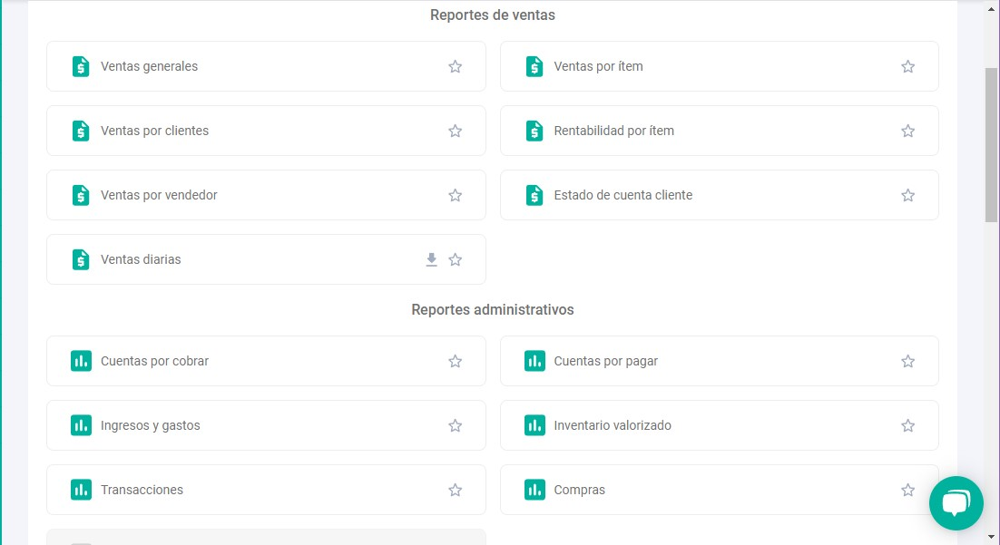 Reportes de ventas
Ventas generales
Ventas por ítem
Ventas por clientes
Rentabilidad por ítem
Ventas por vendedor
Estado de cuenta cliente
Ventas diarias
Reportes administrativos
Cuentas por cobrar
Cuentas por pagar
Ingresos y gastos
Inventario valorizado
Transacciones
Compras